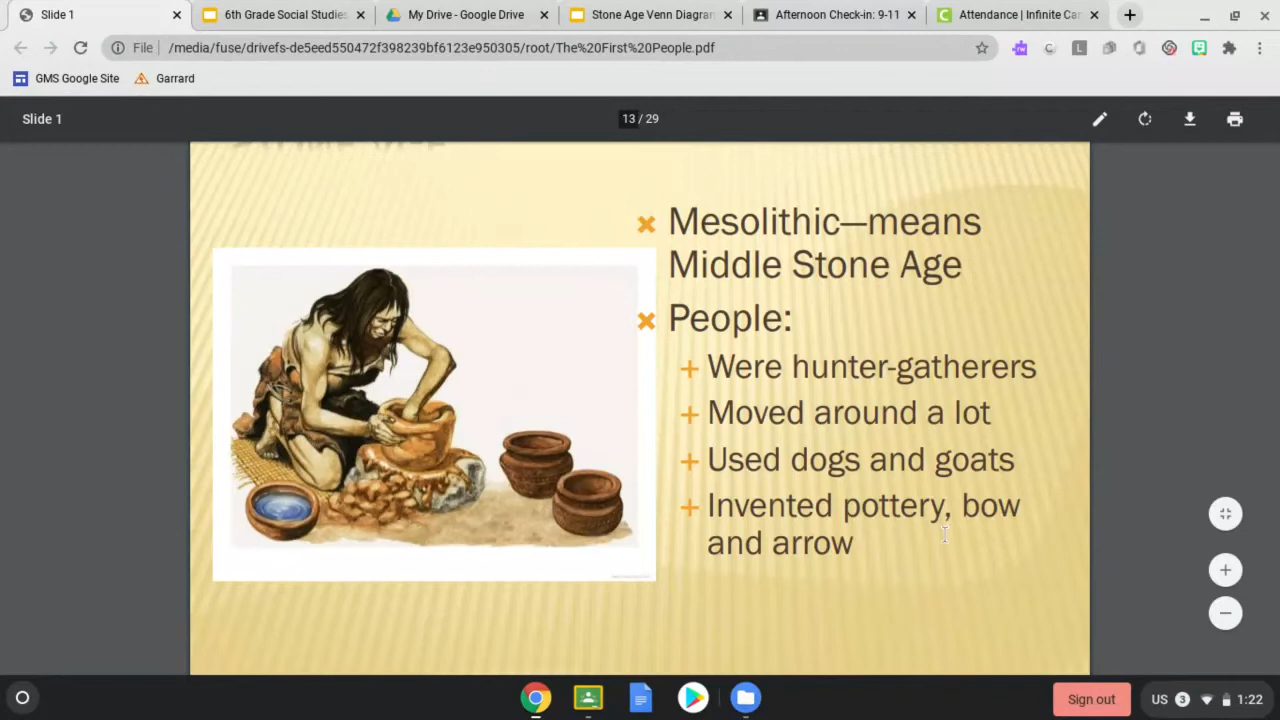 Slide 1
6th Grade Social Studies
My Drive - Google Drive
Stone Age Venn Diagram
Afternoon Check-in: 9-11
Attendance | Infinite Ca
File
/media/fuse/drivefs-de5eed550472f398239bf6123e950305/root/The%20First%20People.pdf
GMS Google Site
Garrard
Slide 1
13 / 29
Mesolithic—means
Middle Stone Age
People:
Were hunter-gatherers
Moved around a lot
Used dogs and goats
Invented pottery, bow
and arrow
Sign out
US
3
1:22